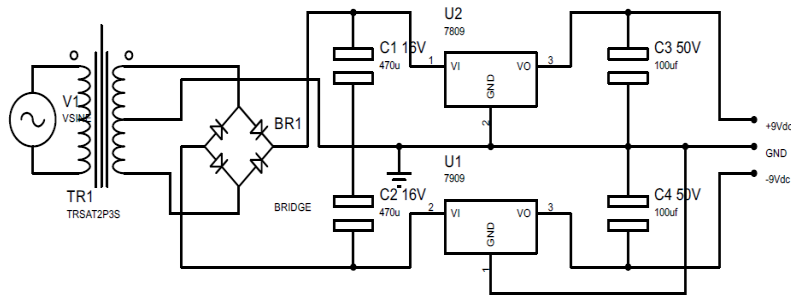 U2
7809
C1 16V
470u
1
VI
VO
3
GND
2
C3 50V
100uf
V1
VSINE
BR1
+9Vdc
GND
-9Vdc
TR1
TRSAT2P3S
BRIDGE
U1
7909
C2 16V
470u
2
VI
VO
3
GND
1
C4 50V
100uf